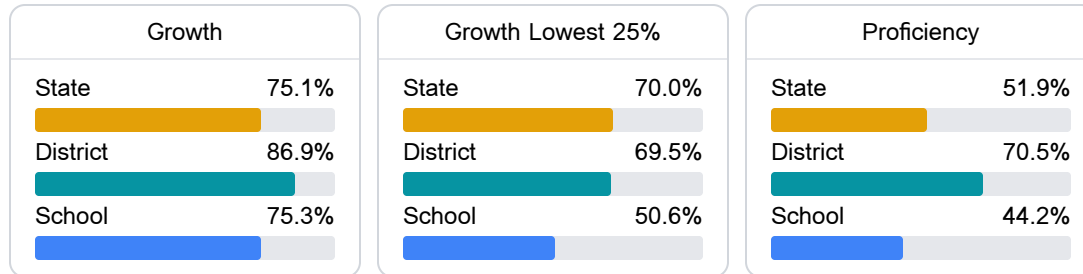 Growth
State 75.1%
District 86.9%
School 75.3%
Growth Lowest 25%
State 70.0%
District 69.5%
School 50.6%
Proficiency
State 51.9%
District 70.5%
School 44.2%